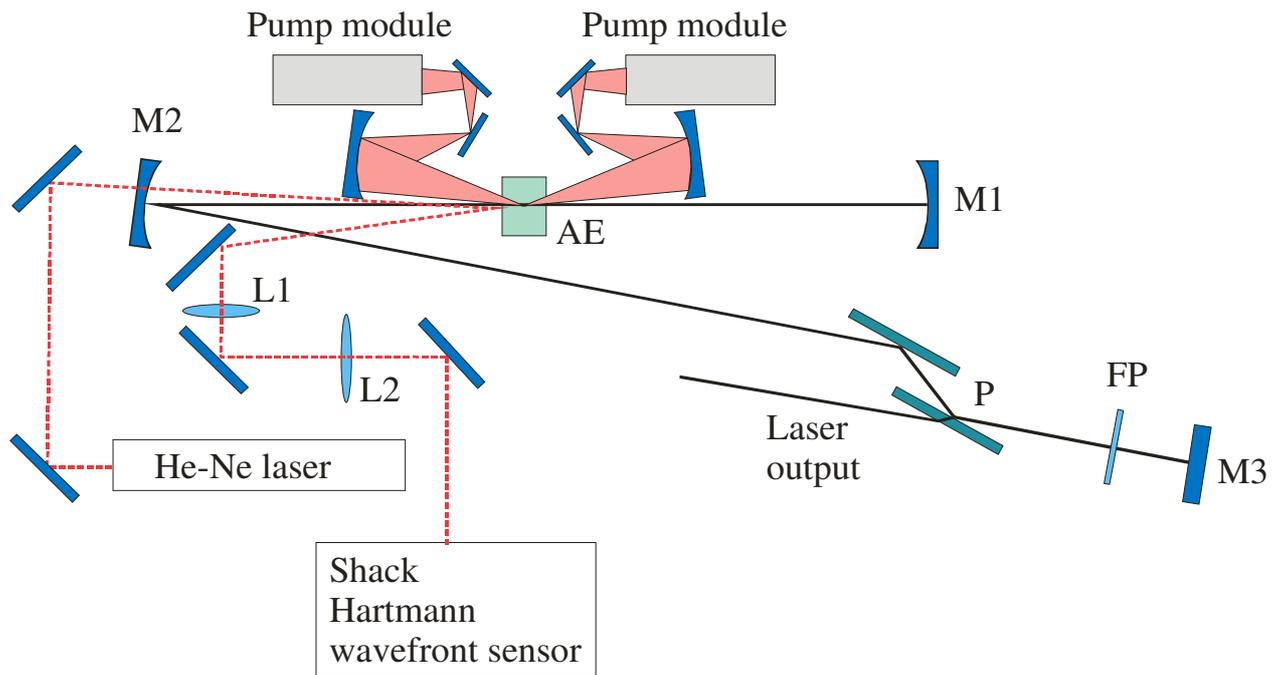 Pump module
Pump module
M2
M1
AE
L1
L2
P
FP
Laser
output
M3
He-Ne laser
Shack
Hartmann
wavefront sensor